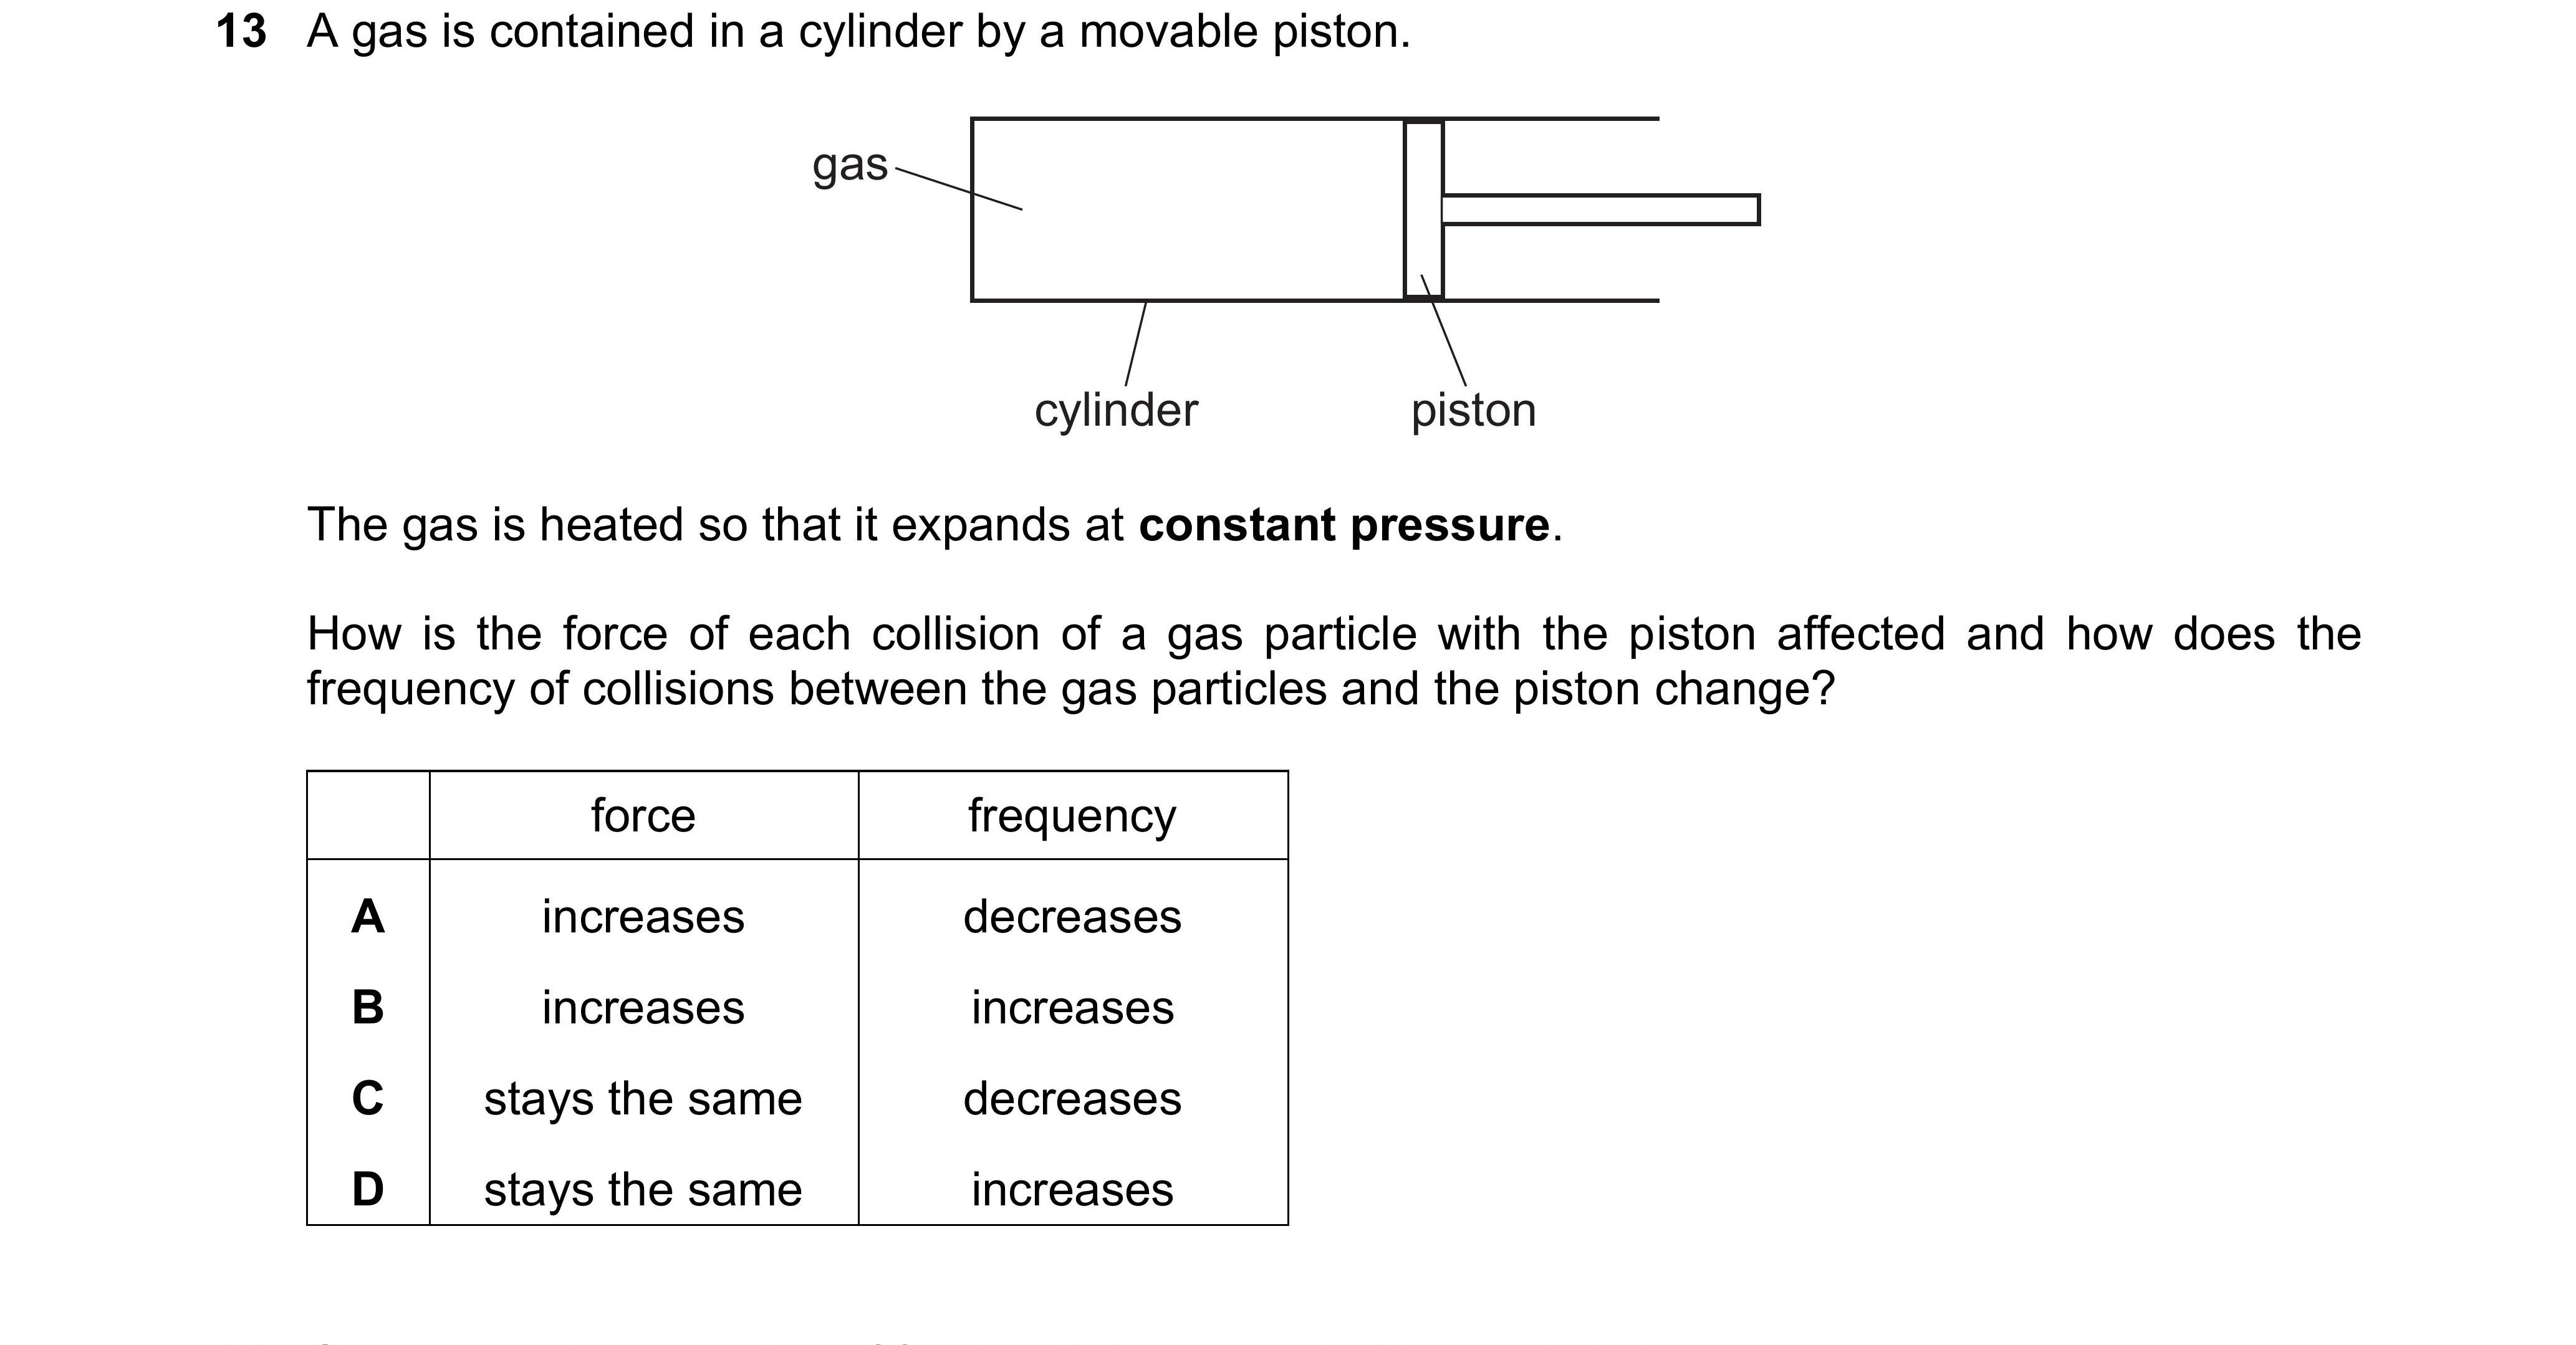 13 A gas is contained in a cylinder by a movable piston.
gas
cylinder piston
The gas is heated so that it expands at constant pressure.
How is the force of each collision of a gas particle with the piston affected and how does the
frequency of collisions between the gas particles and the piston change?
force frequency
A increases decreases
B increases increases
C stays the same decreases
D stays the same increases